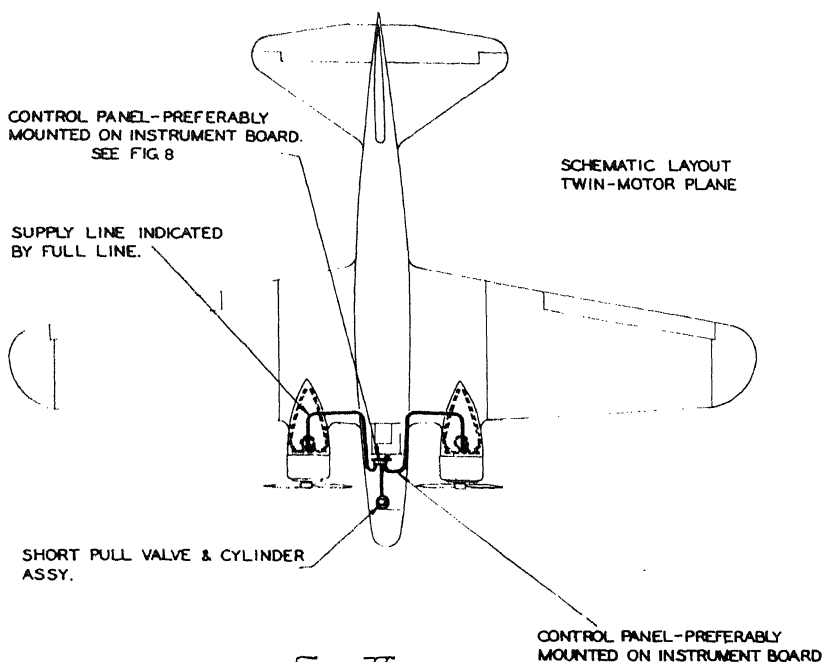 CONTROL PANEL-PREFERABLY
MOUNTED ON INSTRUMENT BOARD.
SEE FIG 8
SCHEMATIC LAYOUT
TWIN-MOTOR PLANE
SUPPLY LINE INDICATED
BY FULL LINE.
SHORT PULL VALVE & CYLINDER
ASSY.
CONTROL PANEL-PREFERABLY
MOUNTED ON INSTRUMENT BOARD